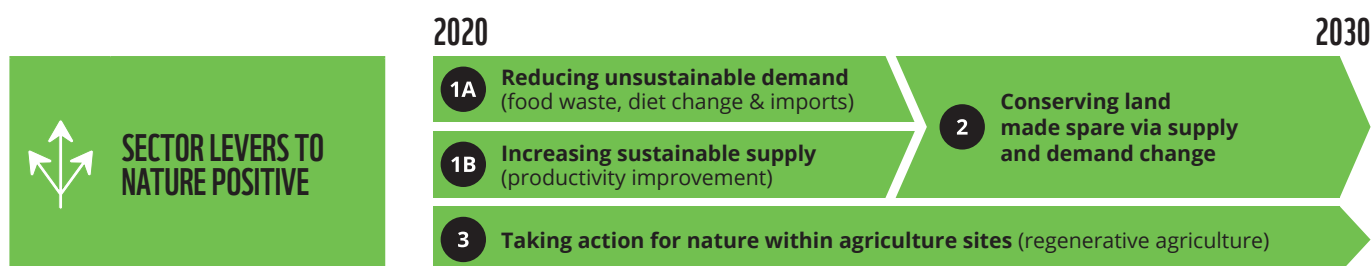 2020
2030
SECTOR LEVERS TO
NATURE POSITIVE
1A
Reducing unsustainable demand
(food waste, diet change & imports)
1B
Increasing sustainable supply
(productivity improvement)
2
Conserving land
made spare via supply
and demand change
3
Taking action for nature within agriculture sites (regenerative agriculture)